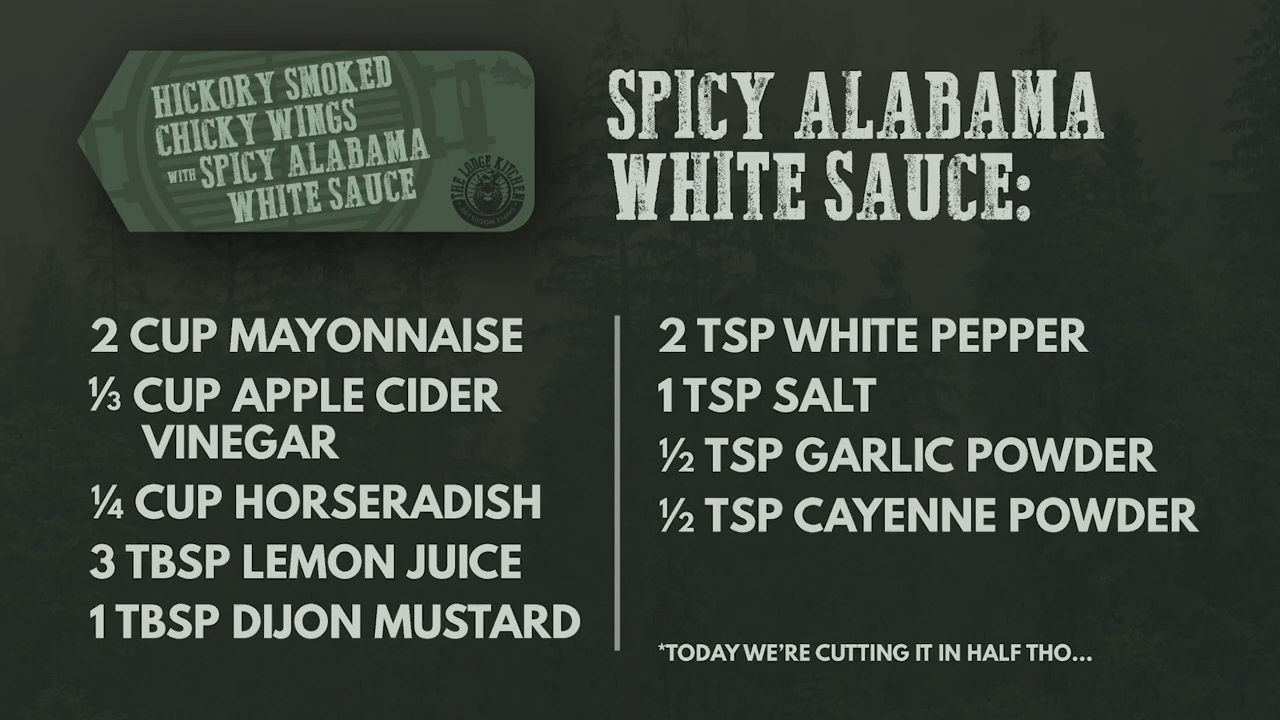 HICKORY SMOKED
CHICKY WINGS
WITH SPICY ALABAMA
WHITE SAUCE
THE LODGE KITCHEN
SPICY ALABAMA
WHITE SAUCE:
2 CUP MAYONNAISE
⅓ CUP APPLE CIDER
VINEGAR
¼ CUP HORSERADISH
3 TBSP LEMON JUICE
1 TBSP DIJON MUSTARD
2 TSP WHITE PEPPER
1 TSP SALT
½ TSP GARLIC POWDER
½ TSP CAYENNE POWDER
*TODAY WE'RE CUTTING IT IN HALF THO...